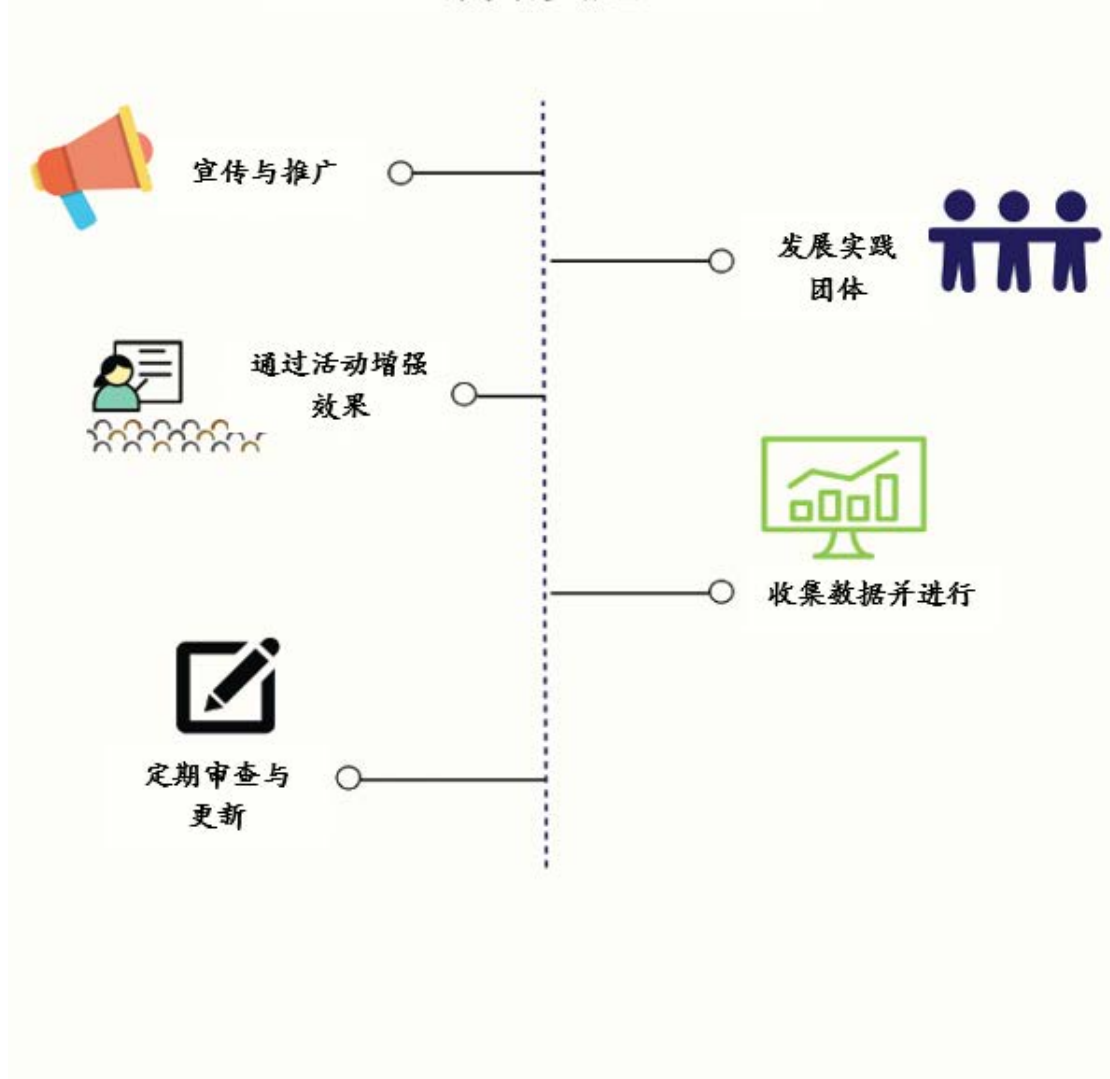 宣传与推广
发展实践
团体
通过活动增强
效果
收集数据并进行
定期审查与
更新